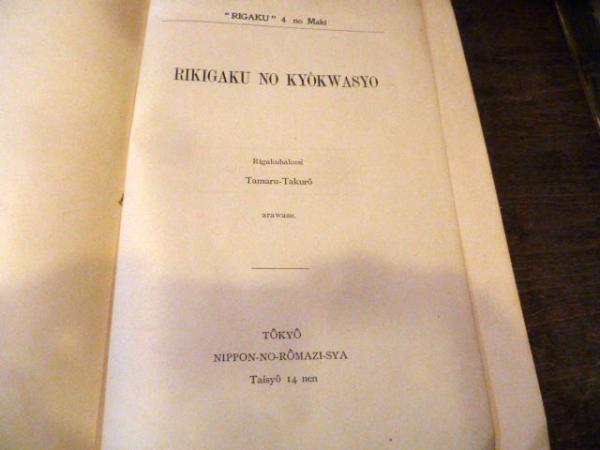 "RIGAKU" 4 no Maki
RIKIGAKU NO KYÔKWASYO
Rigakuhakusi
Tamaru-Takurô
arawasu.
TÔKYÔ
NIPPON-NO-RÔMAZI-SYA
Taisyô 14 nen